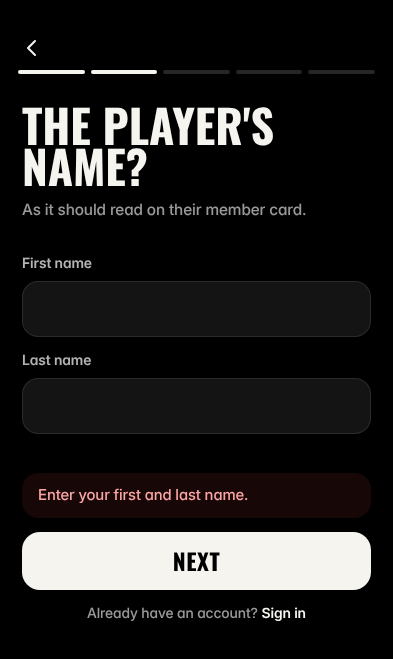 THE PLAYER'S
NAME?
As it should read on their member card.
First name
Last name
Enter your first and last name.
NEXT
Already have an account? Sign in